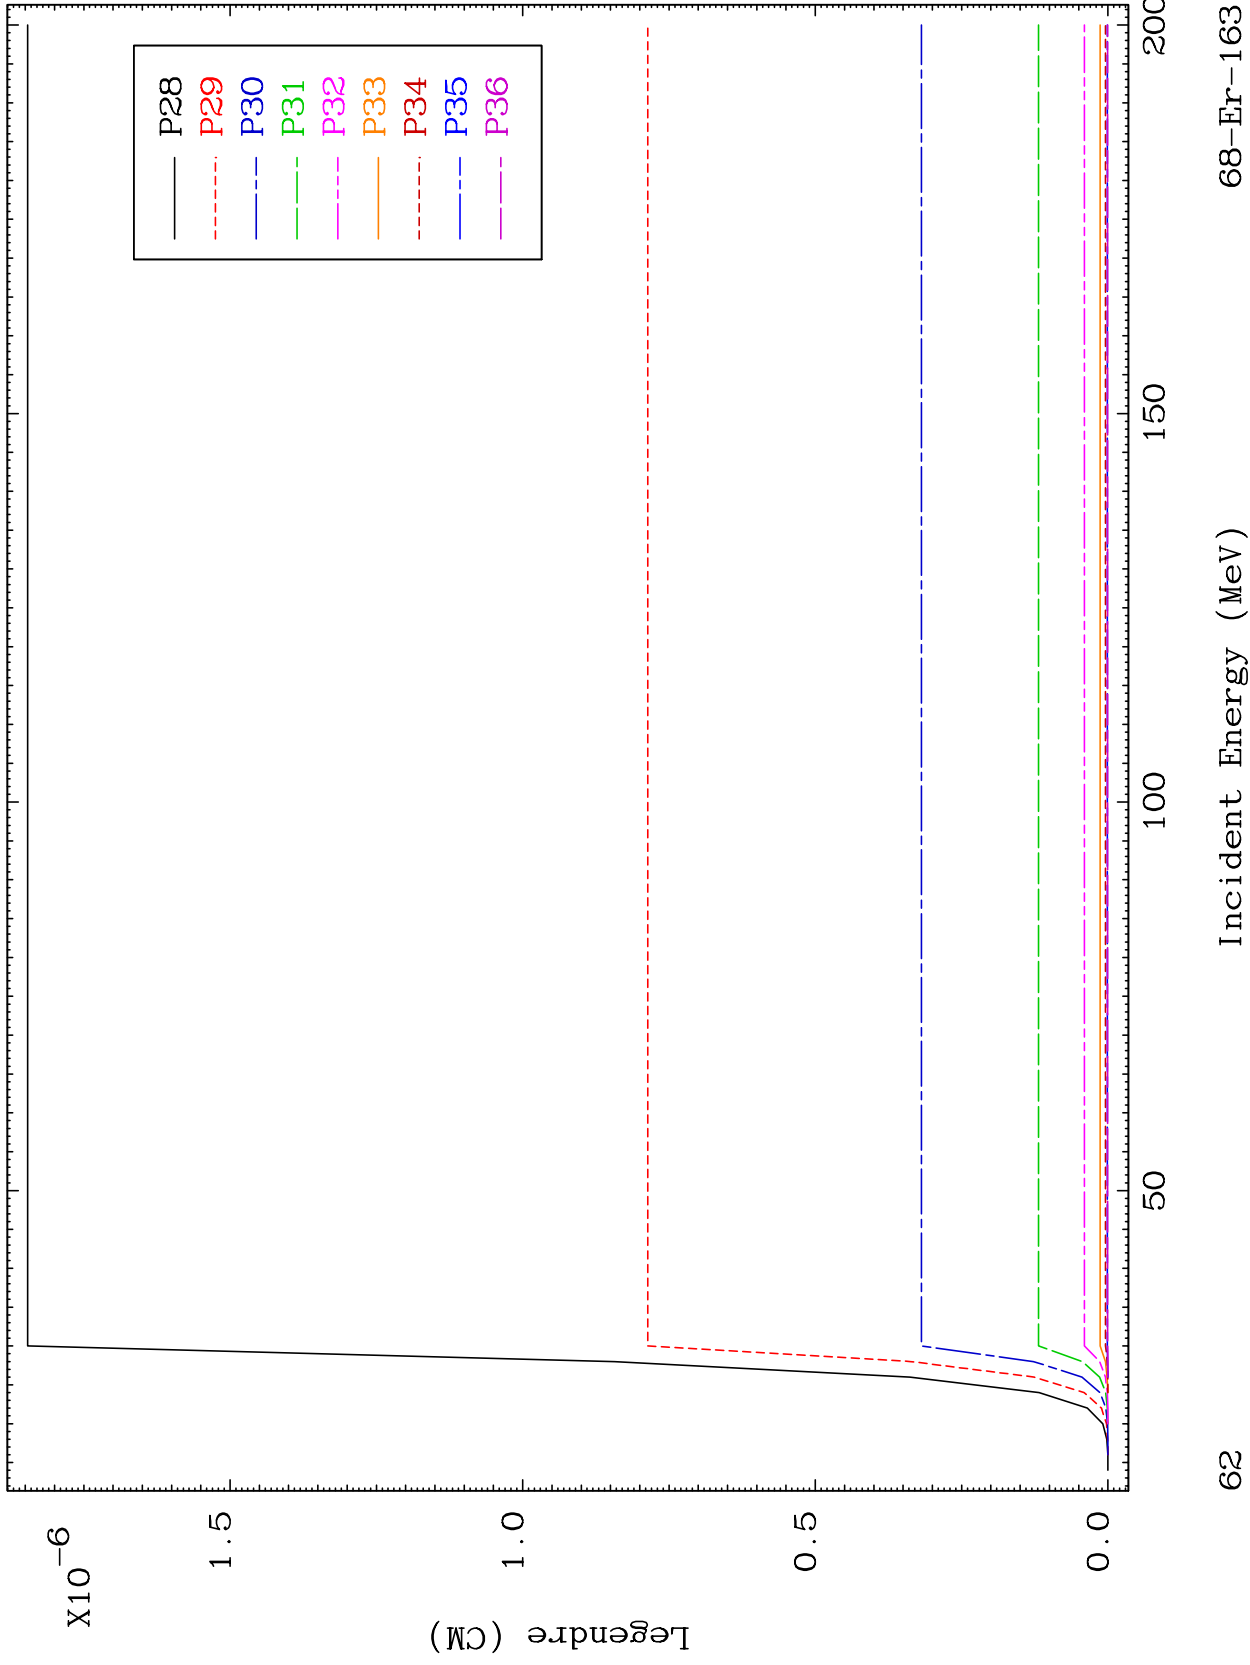 X10-6
1.5
1.0
0.5
0.0
Legendre (CM)
P28
P29
P30
P31
P32
P33
P34
P35
P36
50
100
150
200
Incident Energy (MeV)
62
68-Er-163